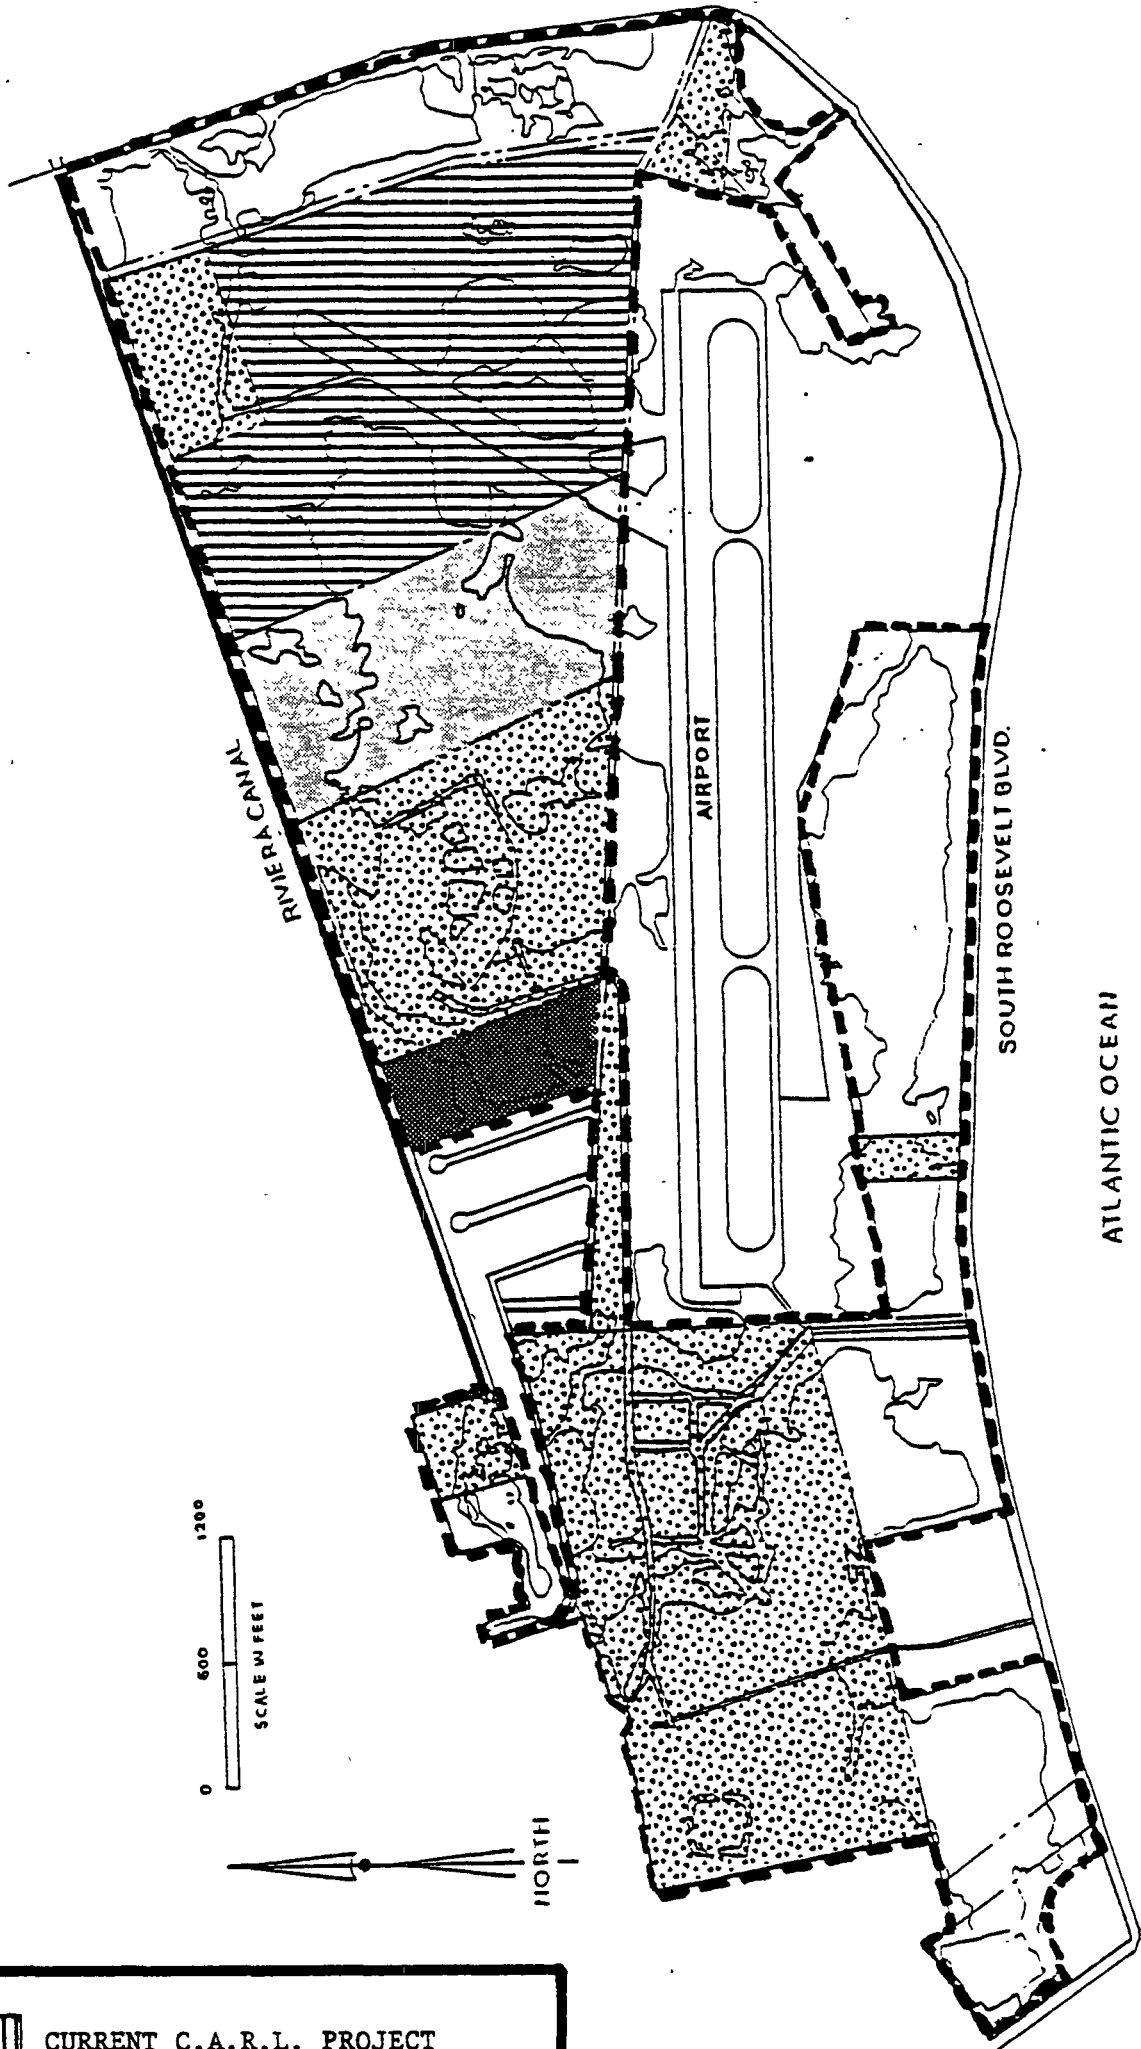 RIVIERA CANAL
AIRPORT
SOUTH ROOSEVELT BLVD.
ATLANTIC OCEAN
0 600 1200
SCALE IN FEET
NORTH
CURRENT C.A.R.L. PROJECT